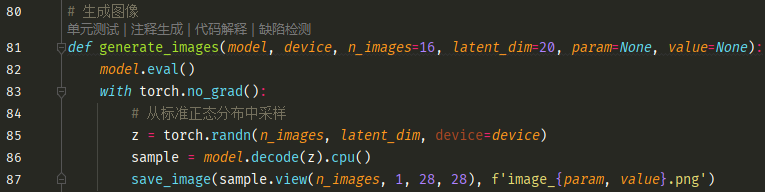 80 # 生成图像
单元测试 | 注释生成 | 代码解释 | 缺陷检测
81 def generate_images(model, device, n_images=16, latent_dim=20, param=None, value=None):
82 model.eval()
83 with torch.no_grad():
84 # 从标准正态分布中采样
85 z = torch.randn(n_images, latent_dim, device=device)
86 sample = model.decode(z).cpu()
87 save_image(sample.view(n_images, 1, 28, 28), f'image_{param, value}.png')